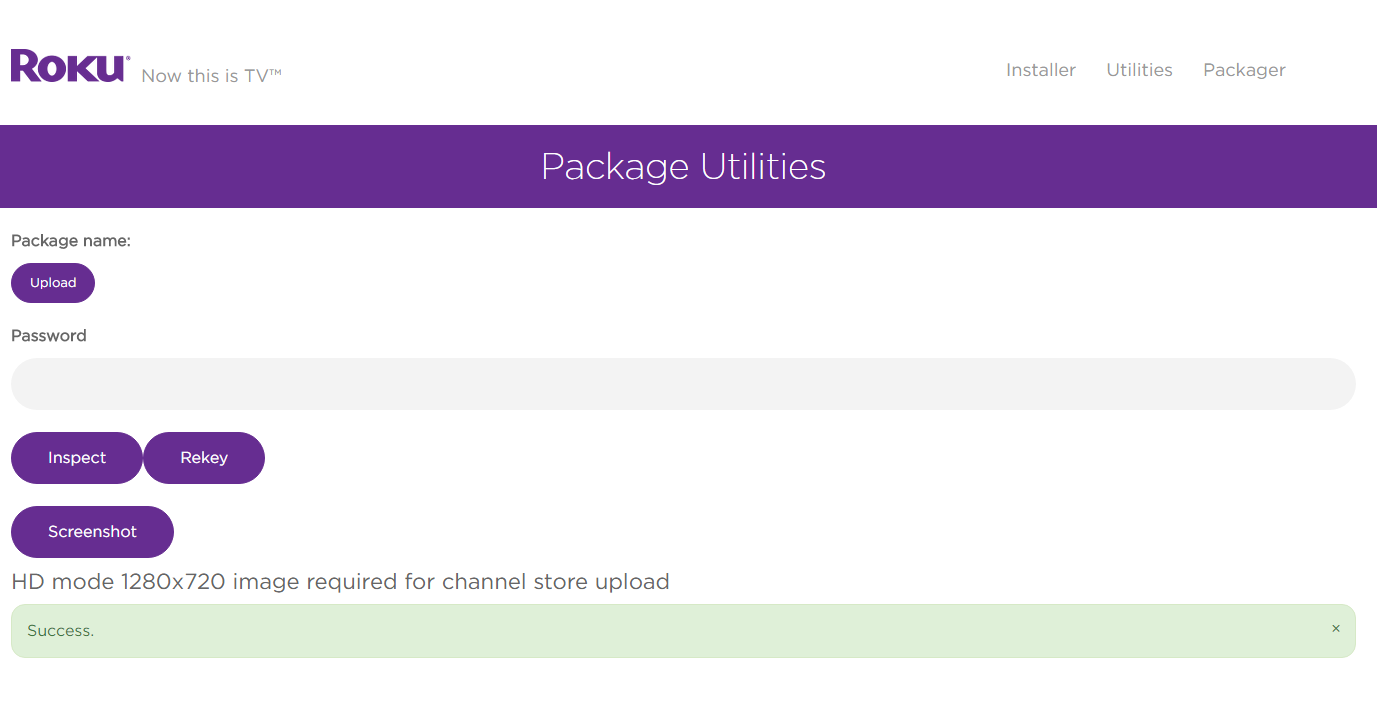 ROKU® Now this is TV™
Installer Utilities Packager
Package Utilities
Package name:
Upload
Password
Inspect Rekey
Screenshot
HD mode 1280x720 image required for channel store upload
Success. ×